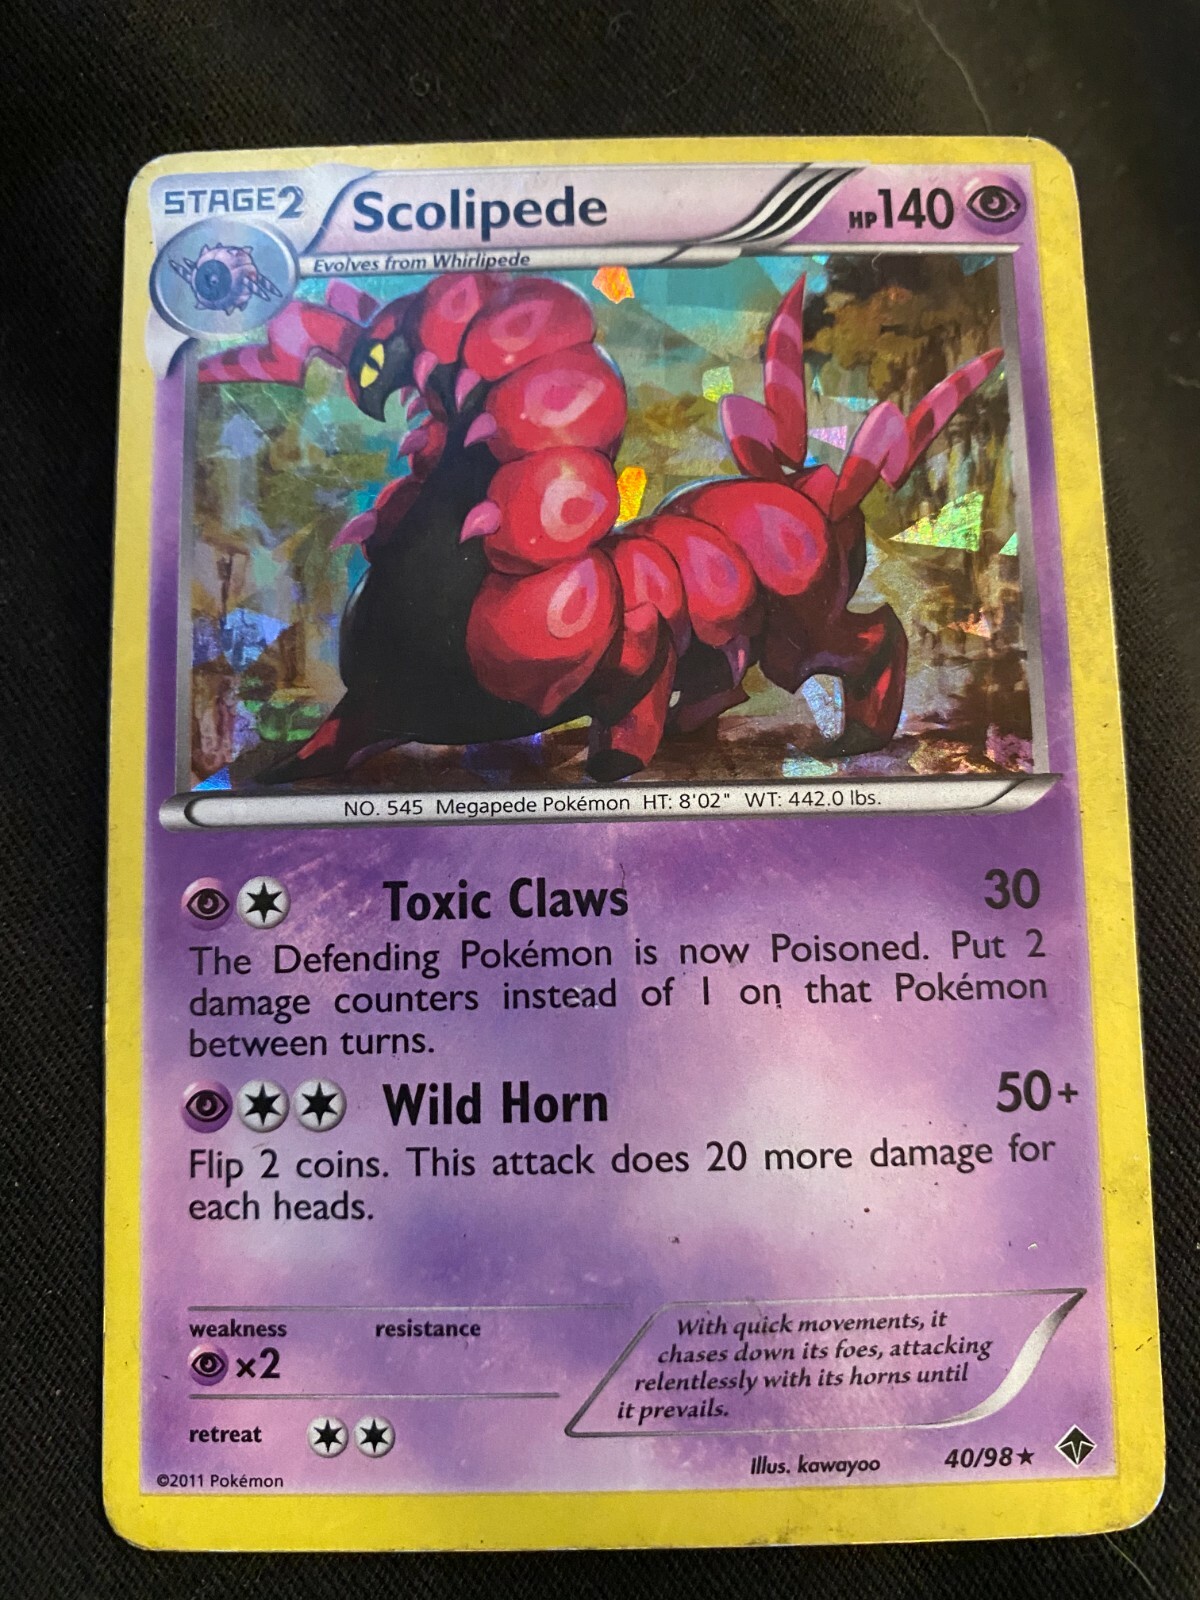 STAGE2 Scolipede HP140
Evolves from Whirlipede
NO. 545 Megapede Pokémon HT: 8'02" WT: 442.0 lbs.
Toxic Claws 30
The Defending Pokémon is now Poisoned. Put 2
damage counters instead of 1 on that Pokémon
between turns.
Wild Horn 50+
Flip 2 coins. This attack does 20 more damage for
each heads.
weakness resistance
×2
retreat
With quick movements, it
chases down its foes, attacking
relentlessly with its horns until
it prevails.
©2011 Pokémon
Illus. kawayoo
40/98★